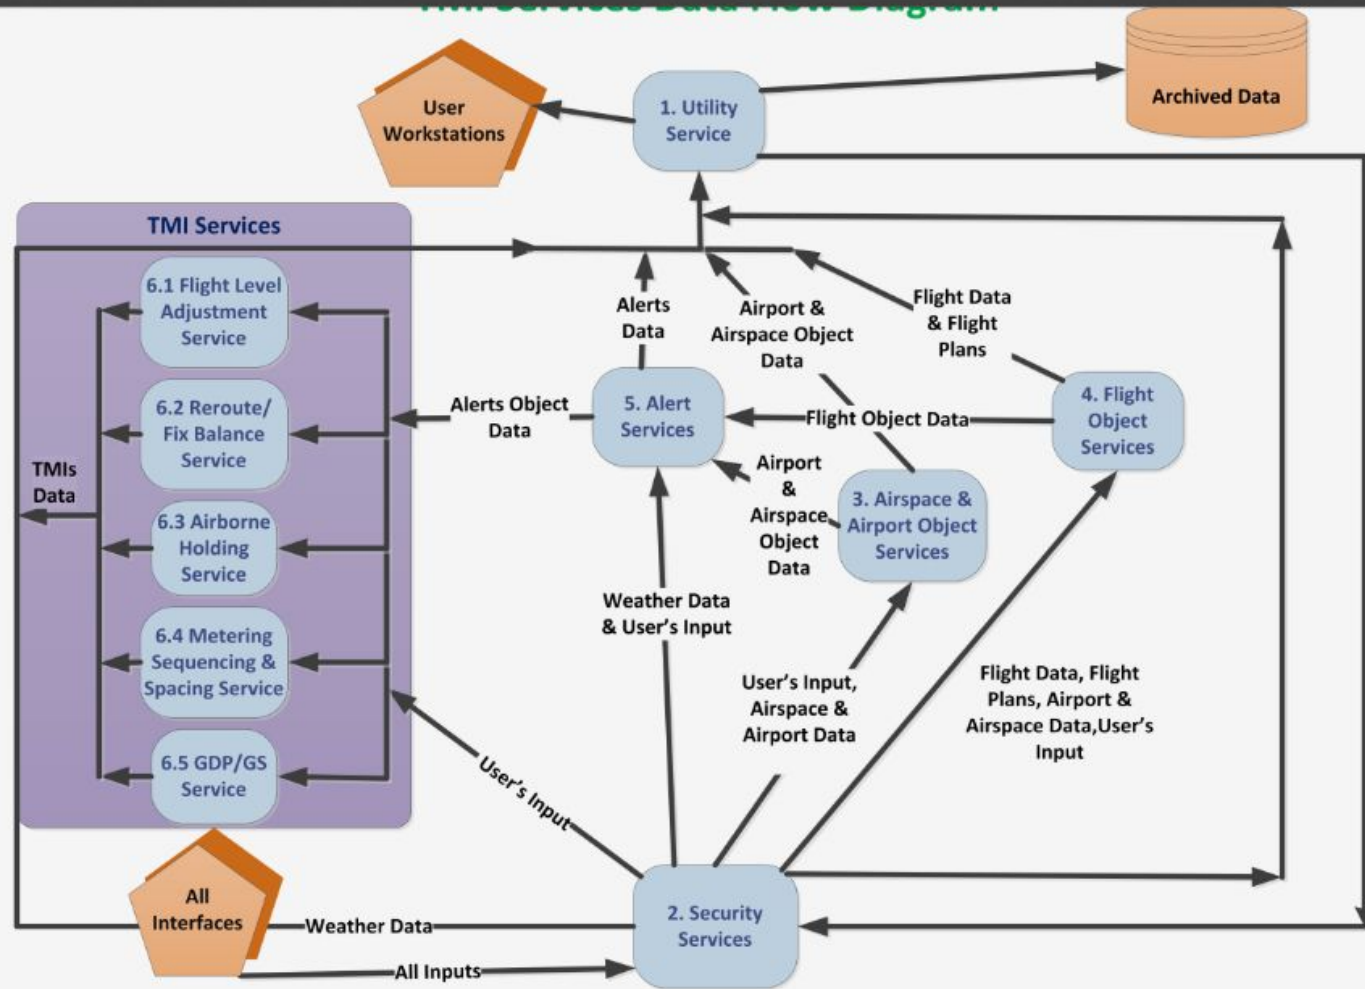 TMI Services Data Flow Diagram
User
Workstations
1. Utility
Service
Archived Data
TMI Services
6.1 Flight Level
Adjustment
Service
6.2 Reroute/
Fix Balance
Service
6.3 Airborne
Holding
Service
6.4 Metering
Sequencing &
Spacing Service
6.5 GDP/GS
Service
TMIs
Data
Alerts Object
Data
Alerts
Data
Airport &
Airspace Object
Data
Flight Data
& Flight
Plans
5. Alert
Services
Flight Object Data
4. Flight
Object
Services
Airport
&
Airspace
Object
Data
3. Airspace &
Airport Object
Services
Weather Data
& User's Input
User's Input,
Airspace &
Airport Data
Flight Data, Flight
Plans, Airport &
Airspace Data,User's
Input
User's Input
All
Interfaces
Weather Data
All Inputs
2. Security
Services